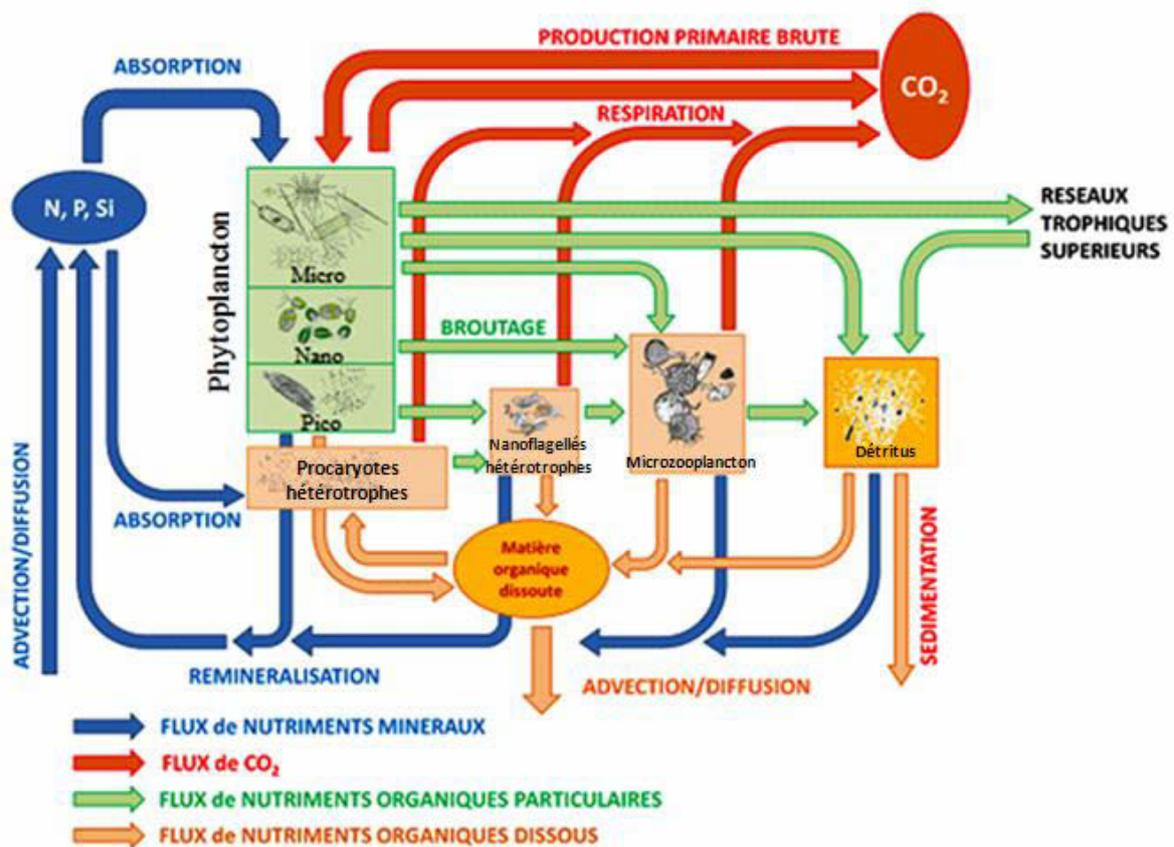 PRODUCTION PRIMAIRE BRUTE
ABSORPTION
CO₂
RESPIRATION
N, P, Si
RESEAUX
TROPHIQUES
SUPERIEURS
Phytoplancton
Micro
BROUTAGE
Nano
Pico
Nanoflagellés
hétérotrophes
Microzooplancton
Détritus
Procaryotes
hétérotrophes
ABSORPTION
Matière
organique
dissoute
ADVECTION/DIFFUSION
SEDIMENTATION
REMINERALISATION
ADVECTION/DIFFUSION
FLUX de NUTRIMENTS MINERAUX
FLUX de CO₂
FLUX de NUTRIMENTS ORGANIQUES PARTICULAIRES
FLUX de NUTRIMENTS ORGANIQUES DISSOUS